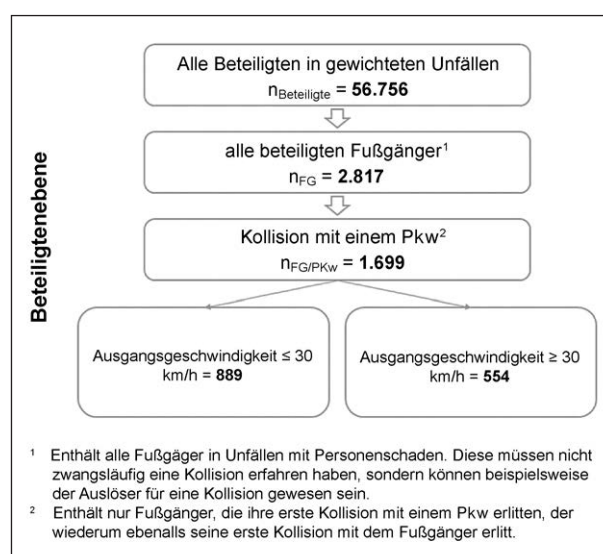 Alle Beteiligten in gewichteten Unfällen
nBeteiligte = 56.756
alle beteiligten Fußgänger¹
nFG = 2.817
Kollision mit einem Pkw²
nFG/PKw = 1.699
Beteiligtenebene
Ausgangsgeschwindigkeit ≤ 30
km/h = 889
Ausgangsgeschwindigkeit ≥ 30
km/h = 554
¹ Enthält alle Fußgäger in Unfällen mit Personenschaden. Diese müssen nicht
zwangsläufig eine Kollision erfahren haben, sondern können beispielsweise
der Auslöser für eine Kollision gewesen sein.
² Enthält nur Fußgänger, die ihre erste Kollision mit einem Pkw erlitten, der
wiederum ebenalls seine erste Kollision mit dem Fußgänger erlitt.